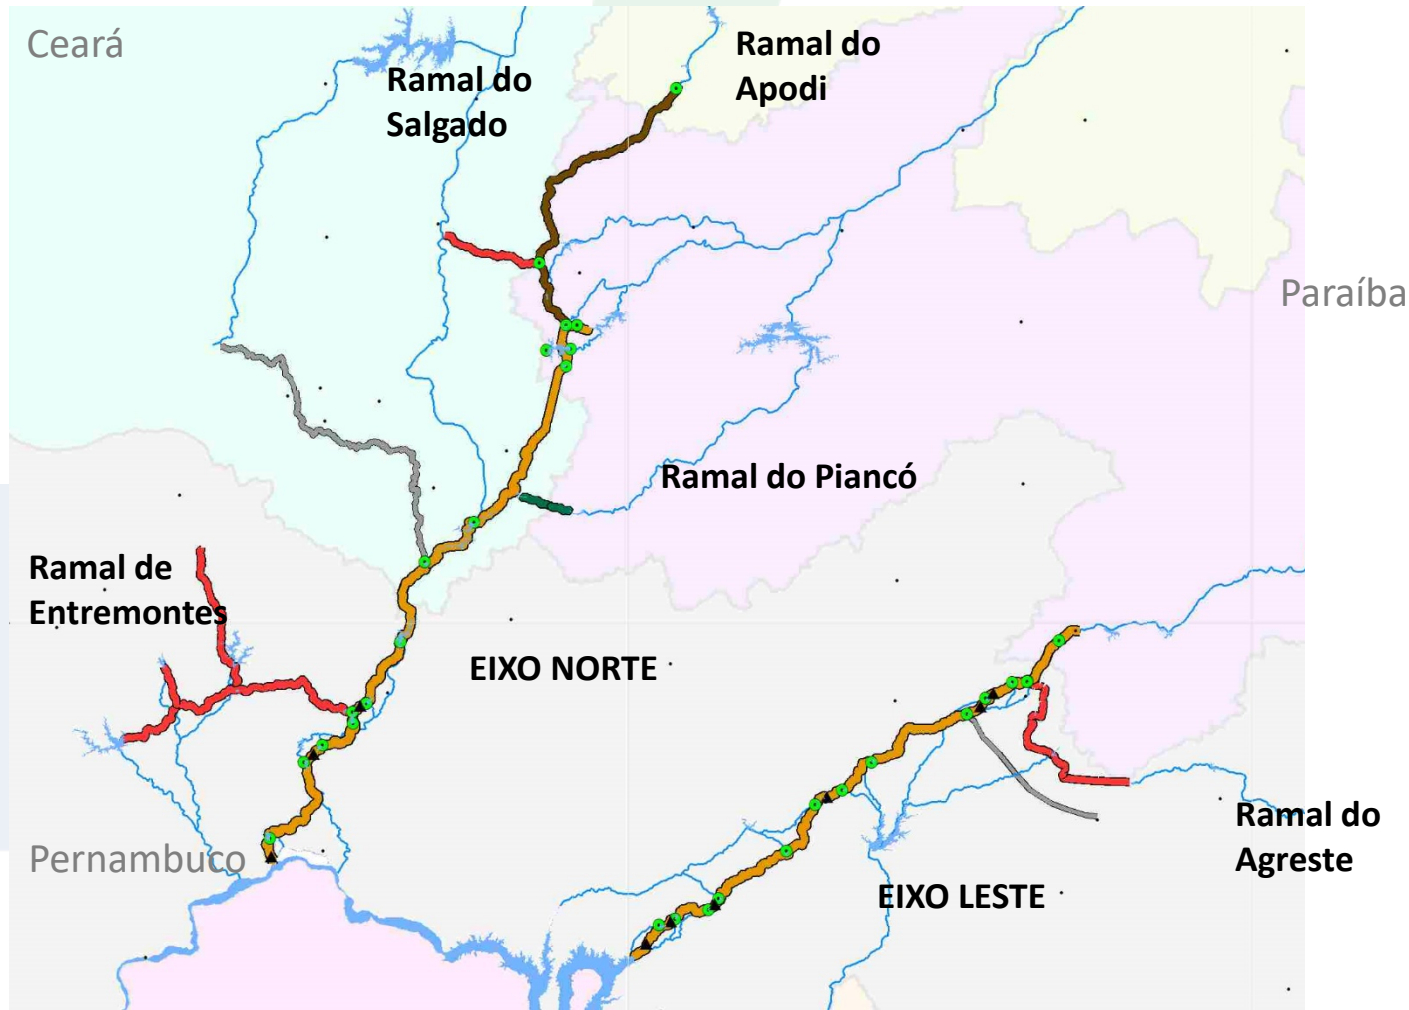 Ceará
Ramal do
Salgado
Ramal do
Apodi
Paraíba
Ramal do Piancó
Ramal de
Entremontes
EIXO NORTE
Pernambuco
EIXO LESTE
Ramal do
Agreste